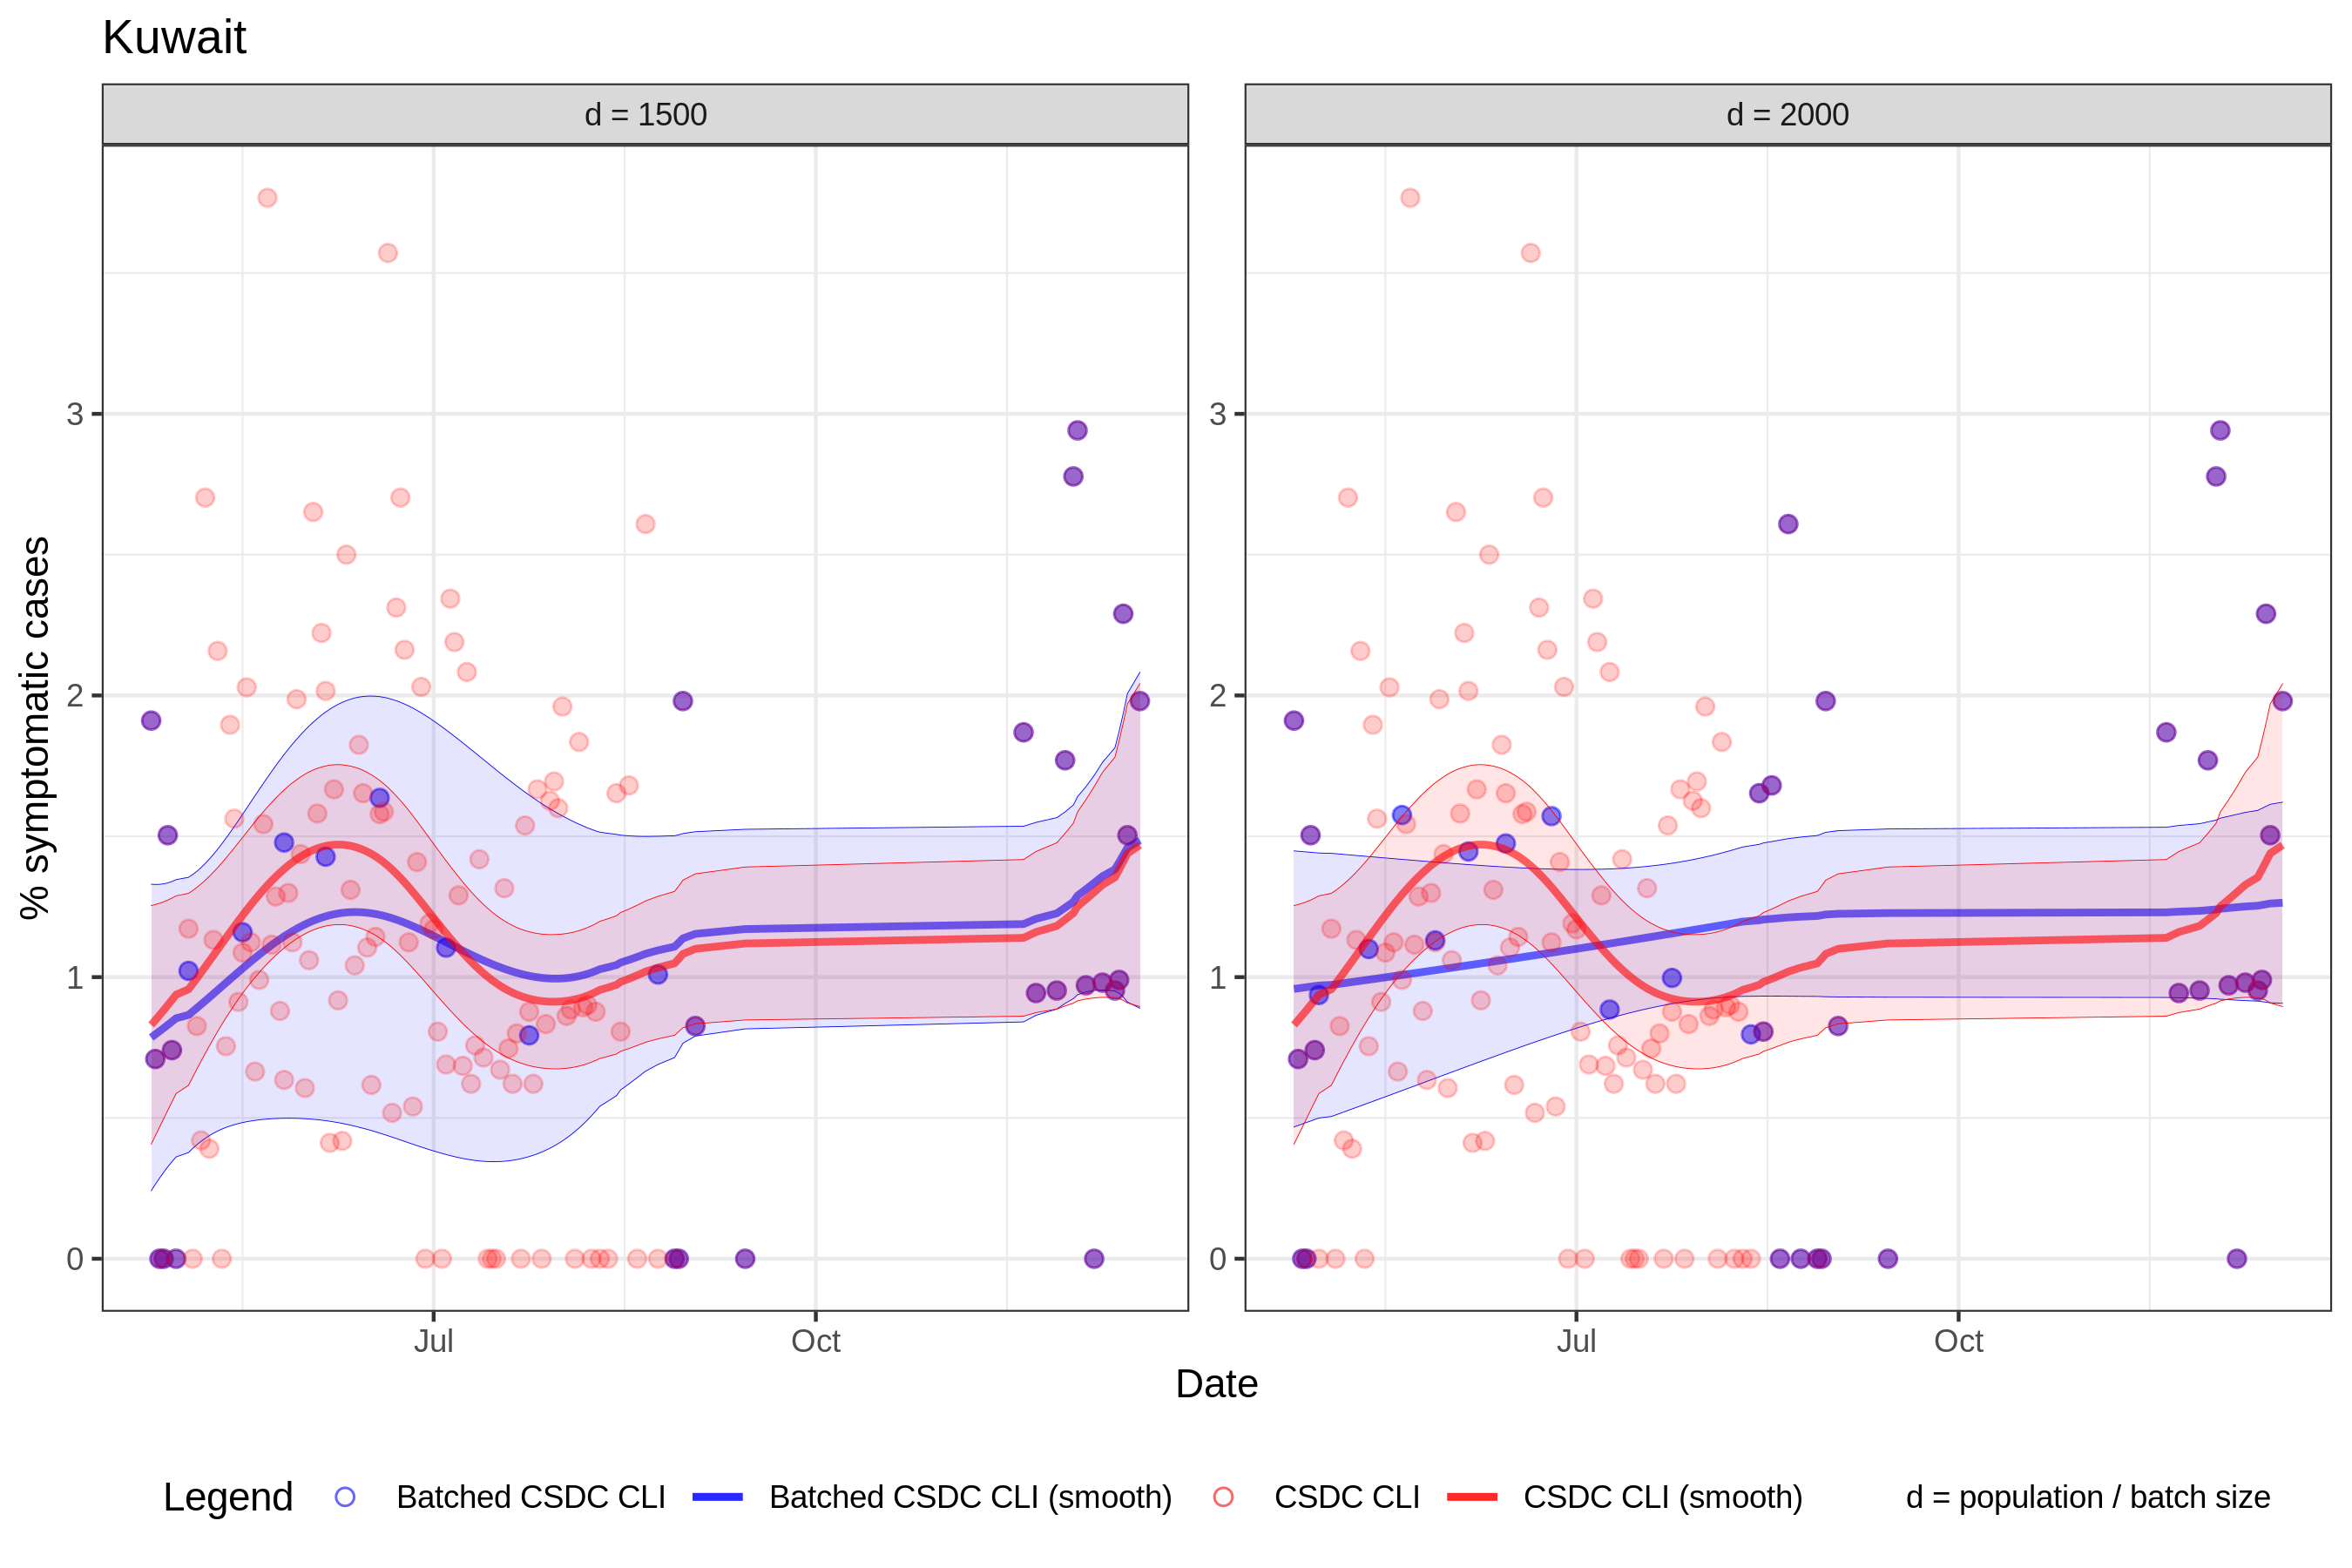 Kuwait
d = 1500
d = 2000
% symptomatic cases
3
2
1
0
3
2
1
0
Jul
Oct
Jul
Oct
Date
Legend
Batched CSDC CLI
Batched CSDC CLI (smooth)
CSDC CLI
CSDC CLI (smooth)
d = population / batch size